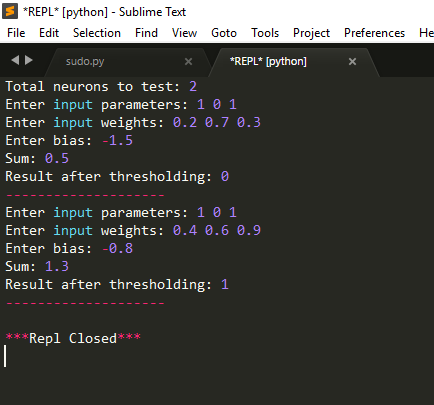 *REPL* [python] - Sublime Text
File Edit Selection Find View Goto Tools Project Preferences He
sudo.py × *REPL* [python] ×
Total neurons to test: 2
Enter input parameters: 1 0 1
Enter input weights: 0.2 0.7 0.3
Enter bias: -1.5
Sum: 0.5
Result after thresholding: 0
--------------------
Enter input parameters: 1 0 1
Enter input weights: 0.4 0.6 0.9
Enter bias: -0.8
Sum: 1.3
Result after thresholding: 1
--------------------
***Repl Closed***